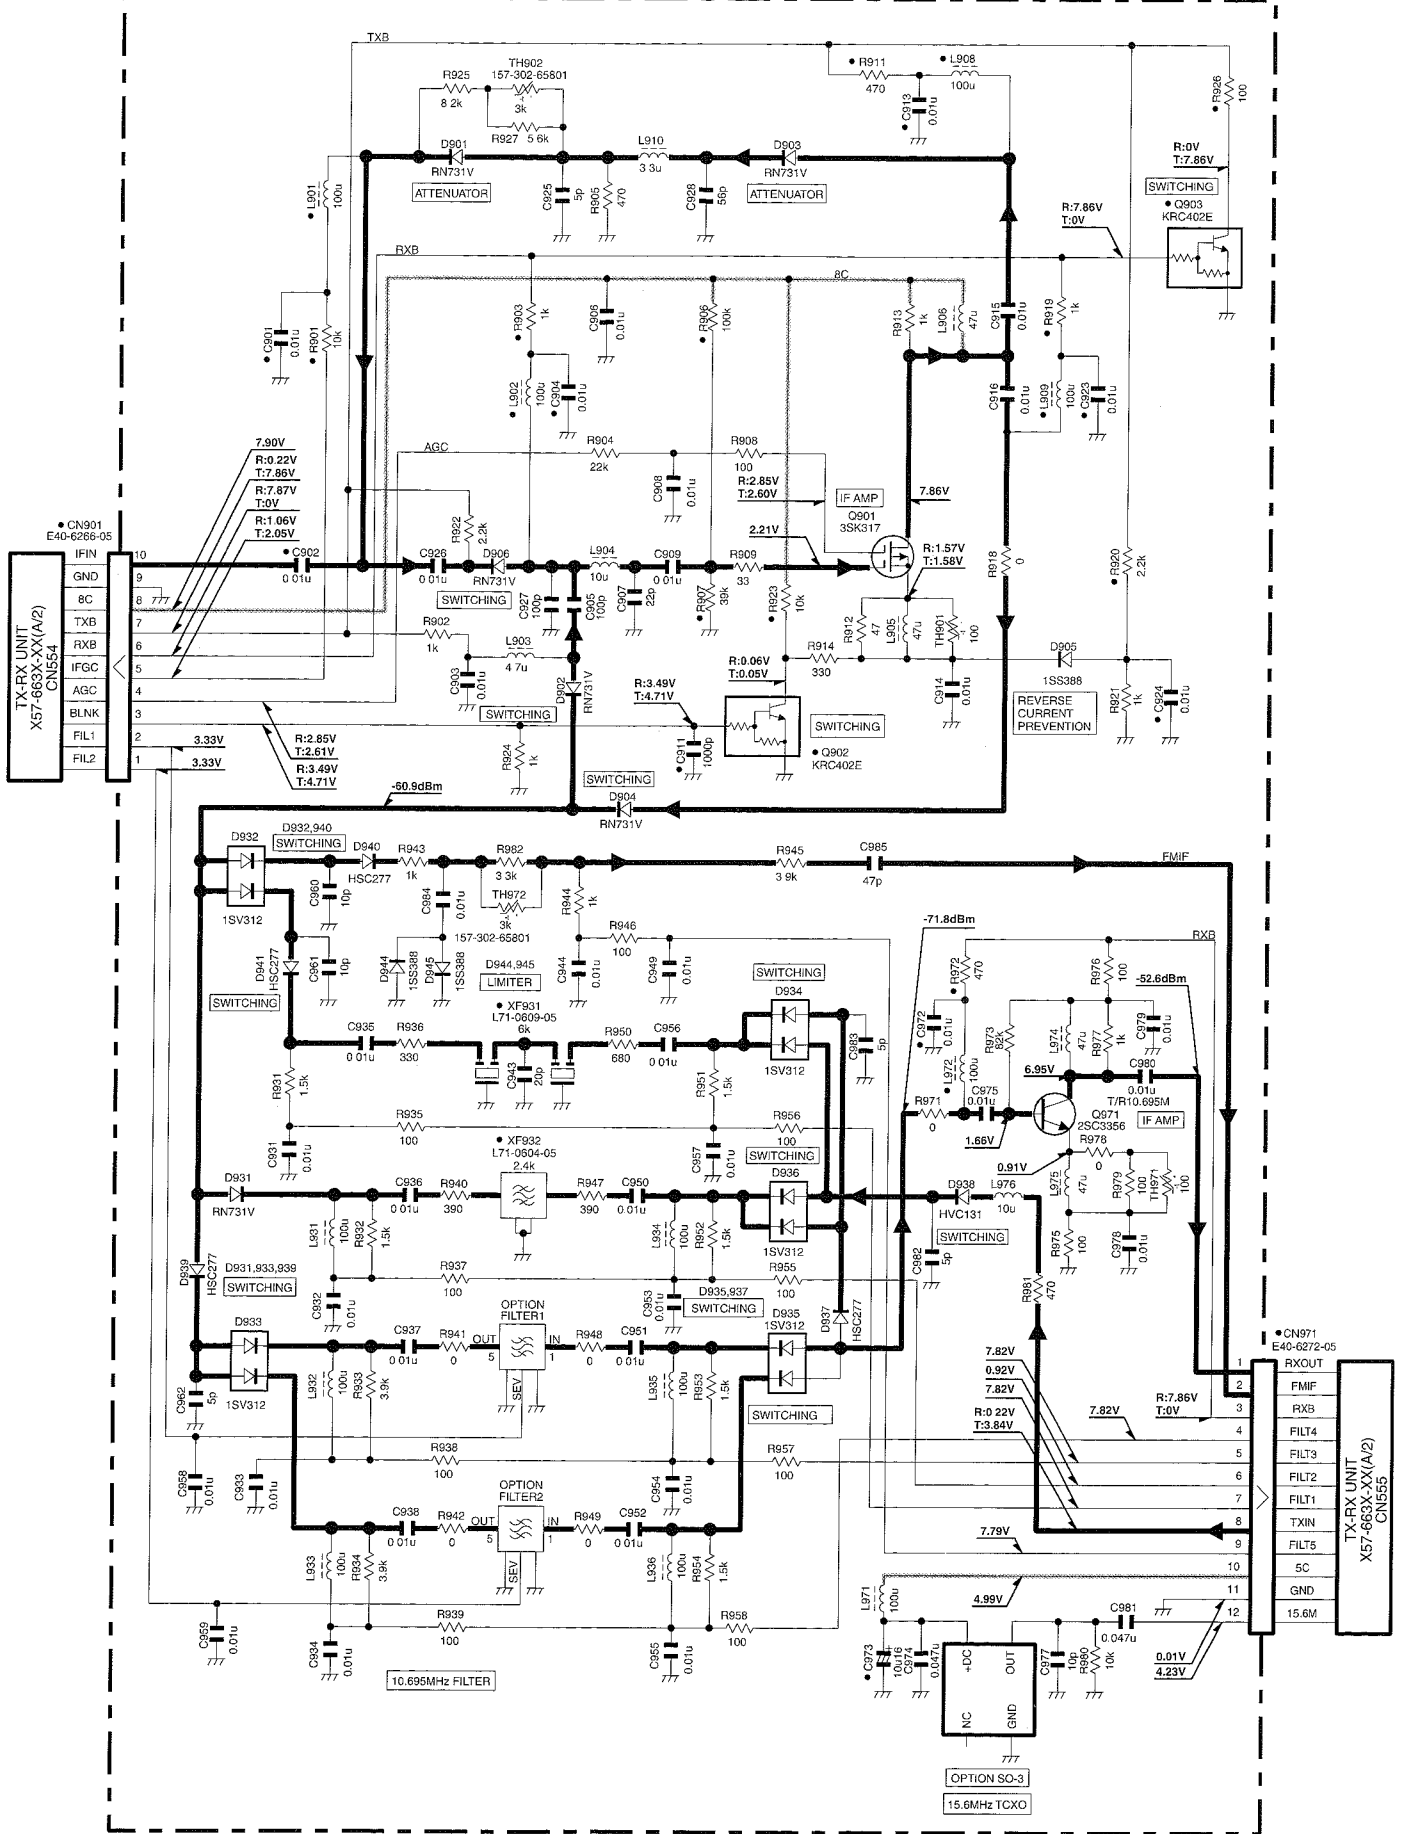 TXB
TH902
157-302-65801
R925
8 2k
3k
R927 5 6k
R911
470
L908
100u
C913
0.01u
R926
100
D901
RN731V
ATTENUATOR
L910
3 3u
D903
RN731V
ATTENUATOR
C925
5p
R905
470
C928
56p
L901
100u
R:0V
T:7.86V
SWITCHING
Q903
KRC402E
R:7.86V
T:0V
RXB
8C
C901
0.01u
R901
10k
R903
1k
C906
0.01u
R906
100k
R913
1k
L906
47u
C915
0.01u
R919
1k
L902
100u
C904
0.01u
C916
0.01u
L909
100u
C923
0.01u
7.90V
R:0.22V
T:7.86V
R:7.87V
T:0V
R:1.06V
T:2.05V
AGC
R904
22k
R908
100
C908
0.01u
R:2.85V
T:2.60V
IF AMP
Q901
3SK317
7.86V
2.21V
R:1.57V
T:1.58V
CN901
E40-6266-05
IFIN 10
GND 9
8C 8
TXB 7
RXB 6
IFGC 5
AGC 4
BLNK 3
FIL1 2
FIL2 1
TX-RX UNIT
X57-663X-XX(A/2)
CN554
C902
0 01u
R922
2.2k
C926
0 01u
D906
RN731V
SWITCHING
L904
10u
C909
0 01u
R909
33
C927
100p
C905
100p
C907
22p
R907
39k
R923
10k
R902
1k
L903
4 7u
C903
0.01u
D902
RN731V
SWITCHING
R912
47
L905
47u
TH901
100
R914
330
C914
0.01u
R918
0
R920
2.2k
D905
1SS388
REVERSE
CURRENT
PREVENTION
R921
1k
C924
0.01u
R:0.06V
T:0.05V
R:3.49V
T:4.71V
SWITCHING
Q902
KRC402E
C911
1000p
R924
1k
3.33V
3.33V
R:2.85V
T:2.61V
R:3.49V
T:4.71V
-60.9dBm
SWITCHING
D904
RN731V
D932
1SV312
D932,940
SWITCHING
D940
HSC277
R943
1k
R982
3 3k
TH972
3k
157-302-65801
C960
10p
C984
0.01u
R944
1k
R945
3 9k
C985
47p
FMIF
D941
HSC277
C961
10p
SWITCHING
D944
1SS388
D945
1SS388
D944,945
LIMITER
R946
100
C944
0.01u
C949
0.01u
SWITCHING
D934
1SV312
XF931
L71-0609-05
6k
C935
0 01u
R936
330
C943
20p
R950
680
C956
0 01u
R931
1.5k
R951
1.5k
C983
5p
-71.8dBm
R972
470
RXB
R976
100
-52.6dBm
C972
0.01u
R973
82k
L974
47u
R977
1k
C979
0.01u
L972
100u
6.95V
C980
0.01u
T/R10.695M
R971
0
C975
0.01u
Q971
2SC3356
IF AMP
1.66V
0.91V
R978
0
L975
47u
R979
100
TH971
100
R975
100
C978
0.01u
C931
0.01u
R935
100
XF932
L71-0604-05
2.4k
C957
0.01u
R956
100
SWITCHING
D936
1SV312
D931
RN731V
C936
0 01u
R940
390
R947
390
C950
0 01u
L931
100u
R932
1.5k
L934
100u
R952
1.5k
D938
HVC131
L976
10u
SWITCHING
C982
5p
R981
470
D939
HSC277
D931,933,939
SWITCHING
R937
100
C932
0.01u
C953
0.01u
R955
100
D935,937
SWITCHING
D935
1SV312
D937
HSC277
SWITCHING
D933
1SV312
C962
5p
C937
0 01u
R941
0
OPTION
FILTER1
OUT
5
IN
1
SEV
R948
0
C951
0 01u
L932
100u
R933
3.9k
L935
100u
R953
1.5k
C958
0.01u
C933
0.01u
R938
100
C954
0.01u
R957
100
C938
0 01u
R942
0
OPTION
FILTER2
OUT
5
IN
1
SEV
R949
0
C952
0 01u
L933
100u
R934
3.9k
L936
100u
R954
1.5k
C959
0.01u
C934
0.01u
R939
100
C955
0.01u
R958
100
10.695MHz FILTER
7.82V
0.92V
7.82V
R:0 22V
T:3.84V
7.82V
R:7.86V
T:0V
7.79V
4.99V
0.01V
4.23V
CN971
E40-6272-05
1 RXOUT
2 FMIF
3 RXB
4 FILT4
5 FILT3
6 FILT2
7 FILT1
8 TXIN
9 FILT5
10 5C
11 GND
12 15.6M
TX-RX UNIT
X57-663X-XX(A/2)
CN555
L971
100u
C973
10u16
C974
0.047u
+DC
OUT
NC
GND
C977
10p
R980
10k
C981
0.047u
OPTION SO-3
15.6MHz TCXO